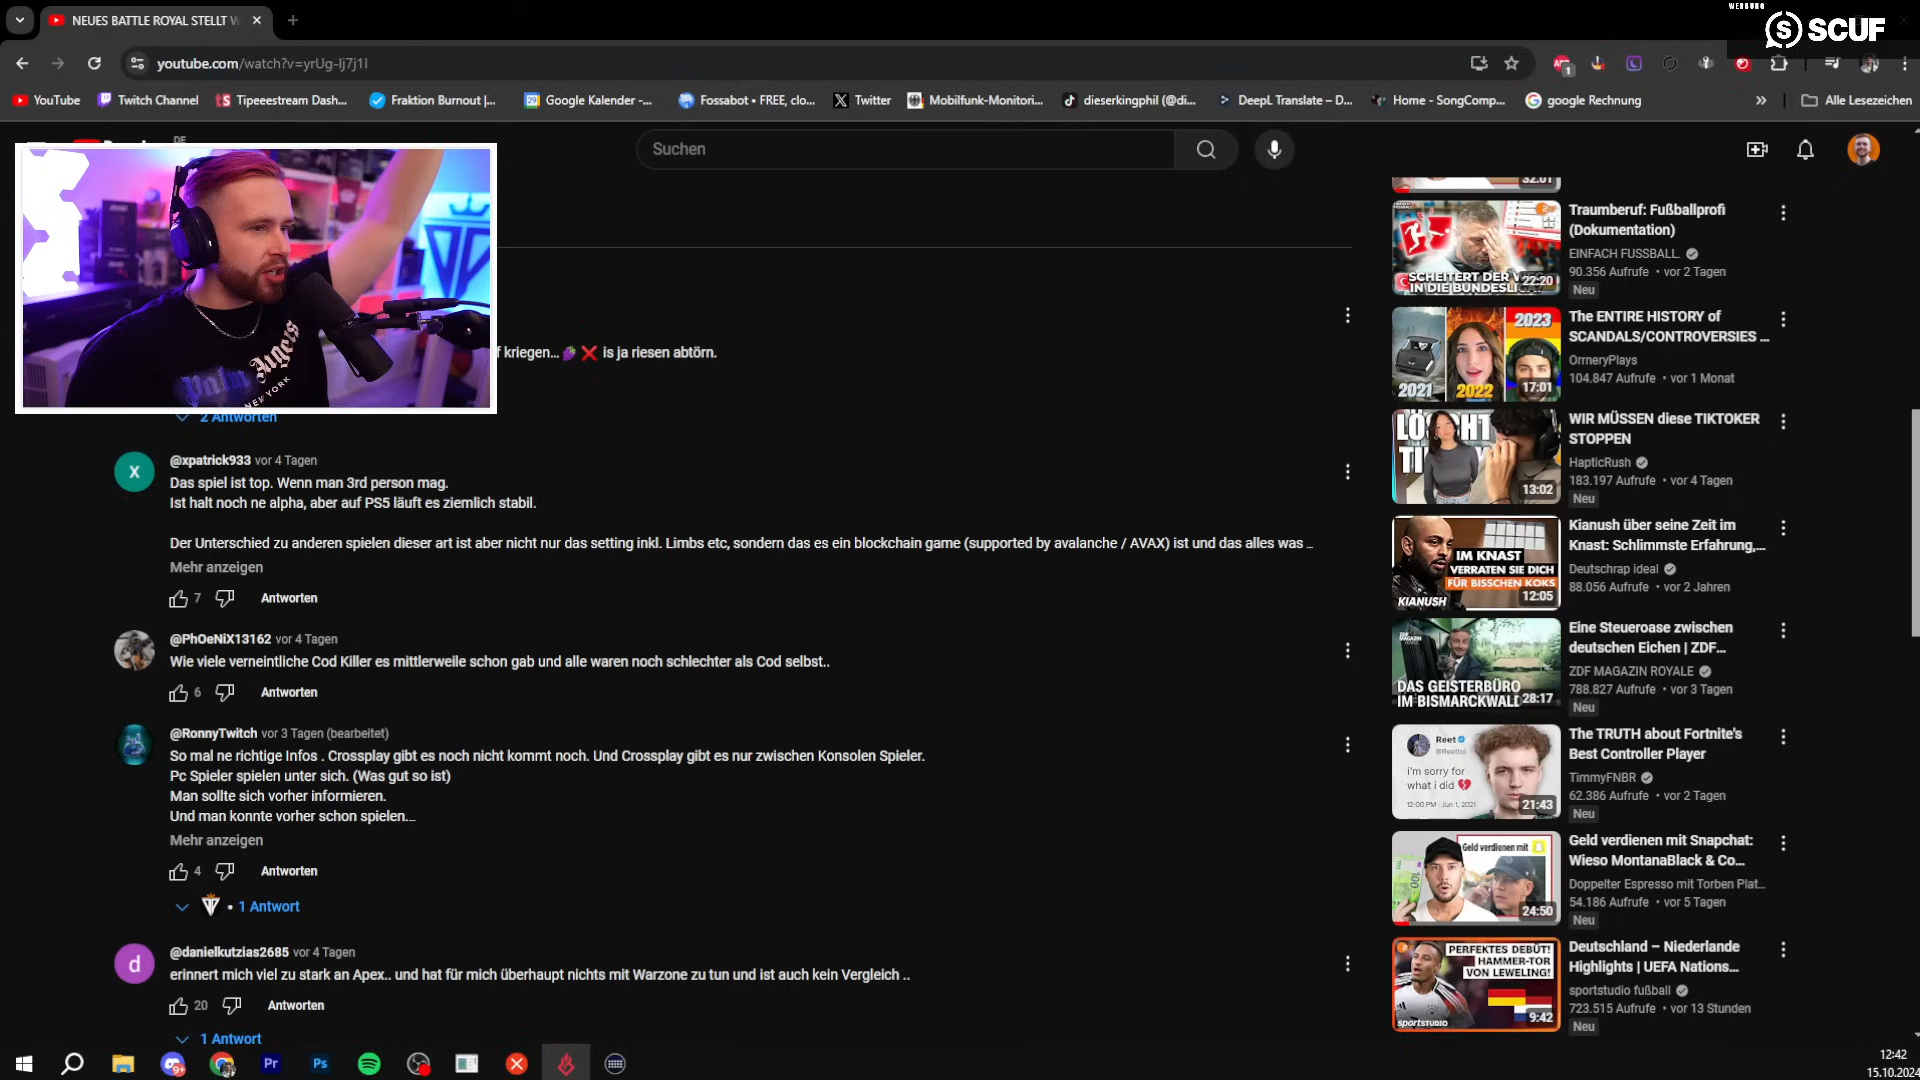 WERBUNG
SCUF
NEUES BATTLE ROYAL STELLT W
youtube.com/watch?v=yrUg-Ij7j1I
YouTube
Twitch Channel
Tipeeestream Dash...
Fraktion Burnout |...
Google Kalender -...
Fossabot • FREE, clo...
Twitter
Mobilfunk-Monitori...
dieserkingphil (@di...
DeepL Translate – D...
Home - SongComp...
google Rechnung
Alle Lesezeichen
DE
Suchen
f kriegen...🍇 ❌ is ja riesen abtörn.
2 Antworten
@xpatrick933 vor 4 Tagen
Das spiel ist top. Wenn man 3rd person mag.
Ist halt noch ne alpha, aber auf PS5 läuft es ziemlich stabil.
Der Unterschied zu anderen spielen dieser art ist aber nicht nur das setting inkl. Limbs etc, sondern das es ein blockchain game (supported by avalanche / AVAX) ist und das alles was ...
Mehr anzeigen
7 Antworten
@PhOeNiX13162 vor 4 Tagen
Wie viele verneintliche Cod Killer es mittlerweile schon gab und alle waren noch schlechter als Cod selbst..
6 Antworten
@RonnyTwitch vor 3 Tagen (bearbeitet)
So mal ne richtige Infos . Crossplay gibt es noch nicht kommt noch. Und Crossplay gibt es nur zwischen Konsolen Spieler.
Pc Spieler spielen unter sich. (Was gut so ist)
Man sollte sich vorher informieren.
Und man konnte vorher schon spielen....
Mehr anzeigen
4 Antworten
• 1 Antwort
d
@danielkutzias2685 vor 4 Tagen
erinnert mich viel zu stark an Apex.. und hat für mich überhaupt nichts mit Warzone zu tun und ist auch kein Vergleich ..
20 Antworten
1 Antwort
32:01
Traumberuf: Fußballprofi
(Dokumentation)
EINFACH FUSSBALL.
90.356 Aufrufe • vor 2 Tagen
Neu
22:20
The ENTIRE HISTORY of
SCANDALS/CONTROVERSIES ...
OrrneryPlays
104.847 Aufrufe • vor 1 Monat
2021 2022 2023
17:01
WIR MÜSSEN diese TIKTOKER
STOPPEN
HapticRush
183.197 Aufrufe • vor 4 Tagen
Neu
13:02
Kianush über seine Zeit im
Knast: Schlimmste Erfahrung,...
Deutschrap ideal
88.056 Aufrufe • vor 2 Jahren
IM KNAST
VERRATEN SIE DICH
FÜR BISSCHEN KOKS
KIANUSH
12:05
Eine Steueroase zwischen
deutschen Eichen | ZDF...
ZDF MAGAZIN ROYALE
788.827 Aufrufe • vor 3 Tagen
Neu
DAS GEISTERBÜRO
IM BISMARCKWALD
28:17
The TRUTH about Fortnite's
Best Controller Player
TimmyFNBR
62.386 Aufrufe • vor 2 Tagen
Neu
Reet
i'm sorry for
what i did 💔
12:00 PM · Jun 1, 2021
21:43
Geld verdienen mit Snapchat:
Wieso MontanaBlack & Co...
Doppelter Espresso mit Torben Plat...
54.186 Aufrufe • vor 5 Tagen
Neu
Geld verdienen mit
24:50
Deutschland – Niederlande
Highlights | UEFA Nations...
sportstudio fußball
723.515 Aufrufe • vor 13 Stunden
Neu
PERFEKTES DEBÜT!
HAMMER-TOR
VON LEWELING!
sportstudio
9:42
Pr
Ps
12:42
15.10.2024